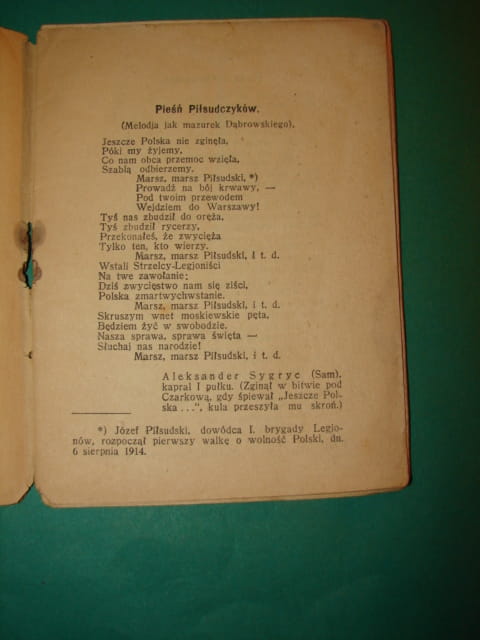 Pieśń Piłsudczyków.
(Melodja jak mazurek Dąbrowskiego).
Jeszcze Polska nie zginęła,
Póki my żyjemy,
Co nam obca przemoc wzięła,
Szablą odbierzemy.
Marsz, marsz Piłsudski, *)
Prowadź na bój krwawy, —
Pod twoim przewodem
Wejdziem do Warszawy!
Tyś nas zbudził do oręża,
Tyś zbudził rycerzy,
Przekonałeś, że zwycięża
Tylko ten, kto wierzy.
Marsz, marsz Piłsudski, i t. d.
Wstali Strzelcy-Legjoniści
Na twe zawołanie:
Dziś zwycięstwo nam się ziści,
Polska zmartwychwstanie.
Marsz, marsz Piłsudski, i t. d.
Skruszym wnet moskiewskie pęta,
Będziem żyć w swobodzie.
Nasza sprawa, sprawa święta —
Słuchaj nas narodzie!
Marsz, marsz Piłsudski, i t. d.
Aleksander Sygryc (Sam),
kapral I pułku. (Zginął w bitwie pod
Czarkową, gdy śpiewał „Jeszcze Pol-
ska ...", kula przeszyła mu skroń.)
*) Józef Piłsudski, dowódca I. brygady Legjo-
nów, rozpoczął pierwszy walkę o wolność Polski, dn.
6 sierpnia 1914.